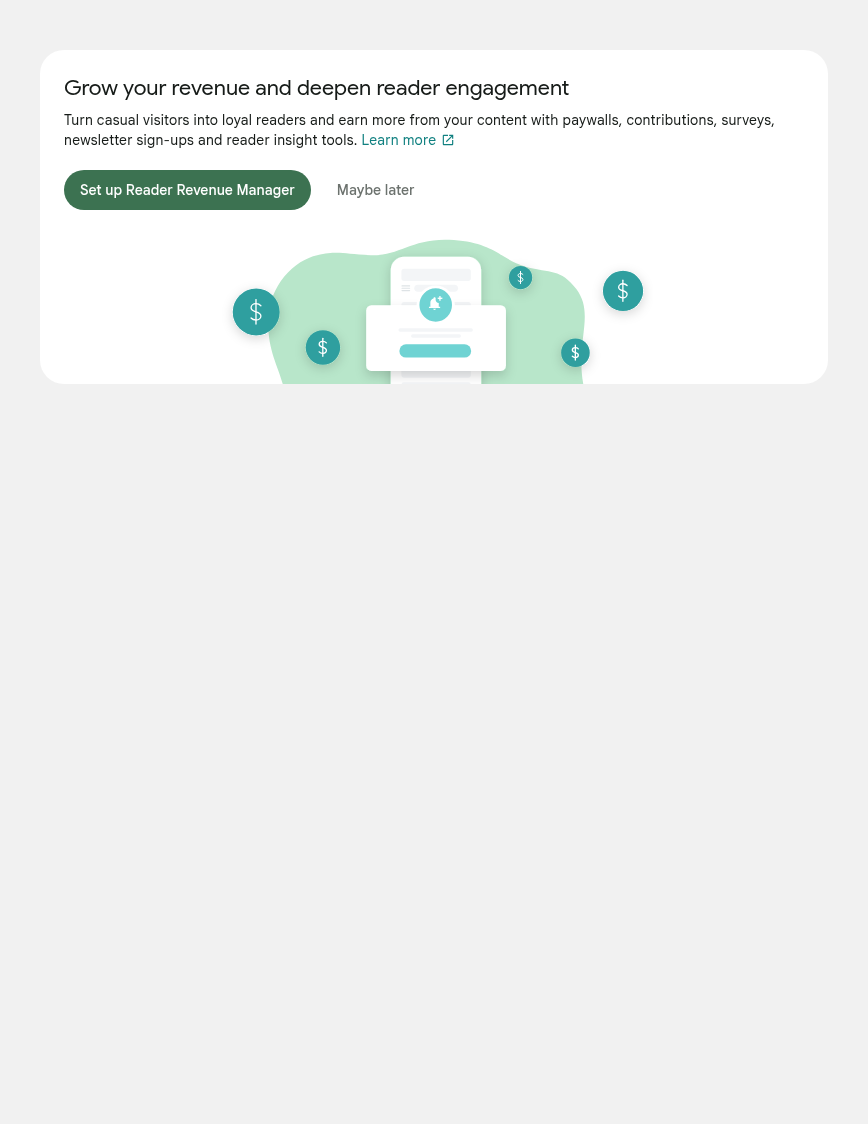 Grow your revenue and deepen reader engagement
Turn casual visitors into loyal readers and earn more from your content with paywalls, contributions, surveys,
newsletter sign-ups and reader insight tools. Learn more
Set up Reader Revenue Manager
Maybe later
$
$
$
$
$